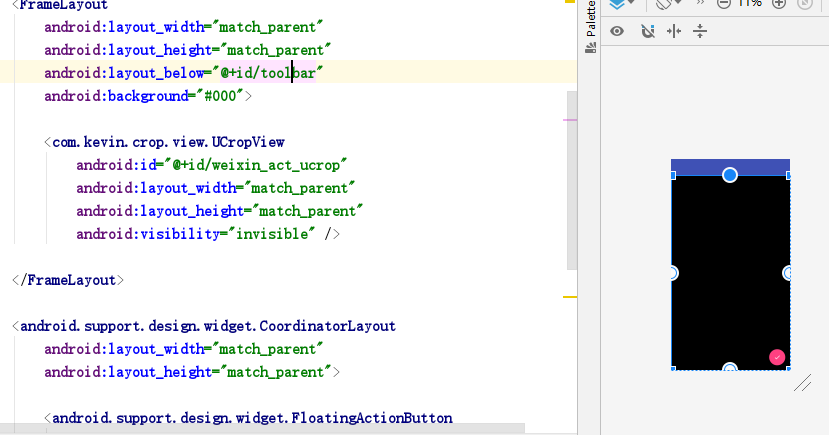 <FrameLayout
android:layout_width="match_parent"
android:layout_height="match_parent"
android:layout_below="@+id/toolbar"
android:background="#000">
<com.kevin.crop.view.UCropView
android:id="@+id/weixin_act_ucrop"
android:layout_width="match_parent"
android:layout_height="match_parent"
android:visibility="invisible" />
</FrameLayout>
<android.support.design.widget.CoordinatorLayout
android:layout_width="match_parent"
android:layout_height="match_parent">
<android.support.design.widget.FloatingActionButton
Palette
11%